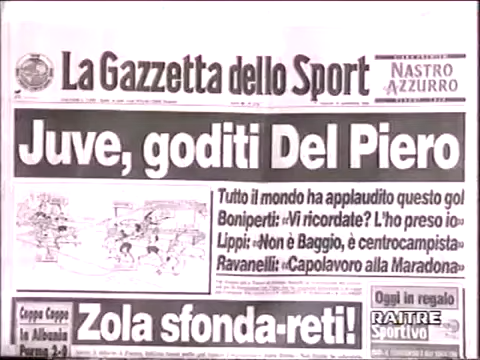 La Gazzetta dello Sport
NASTRO
AZZURRO
Juve, goditi Del Piero
Tutto il mondo ha applaudito questo gol
Boniperti: «Vi ricordate? L'ho preso io»
Lippi: «Non è Baggio, è centrocampista»
Ravanelli: «Capolavoro alla Maradona»
Coppa Coppe
in Albania
Parma 2-0
Zola sfonda-reti!
Oggi in regalo
RAITRE
Sportivo